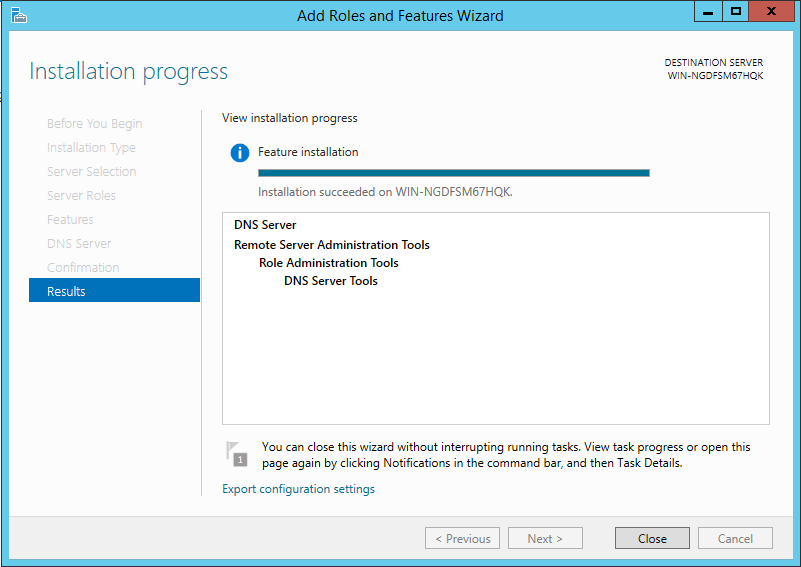 Add Roles and Features Wizard
Installation progress
DESTINATION SERVER
WIN-NGDFSM67HQK
Before You Begin
Installation Type
Server Selection
Server Roles
Features
DNS Server
Confirmation
Results
View installation progress
Feature installation
Installation succeeded on WIN-NGDFSM67HQK.
DNS Server
Remote Server Administration Tools
Role Administration Tools
DNS Server Tools
1
You can close this wizard without interrupting running tasks. View task progress or open this
page again by clicking Notifications in the command bar, and then Task Details.
Export configuration settings
< Previous
Next >
Close
Cancel